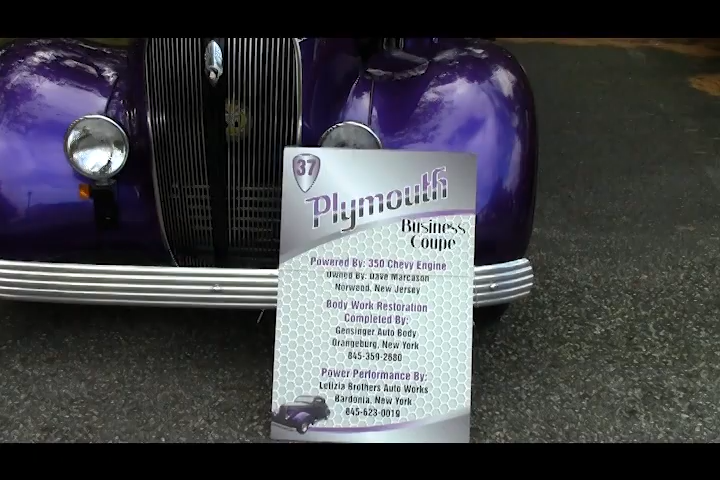 37
Plymouth
Business
Coupe
Powered By: 350 Chevy Engine
Owned By: Dave Marcason
Norwood, New Jersey
Body Work Restoration
Completed By:
Gensinger Auto Body
Orangeburg, New York
845-359-2680
Power Performance By:
Letizia Brothers Auto Works
Bardonia, New York
845-623-0019